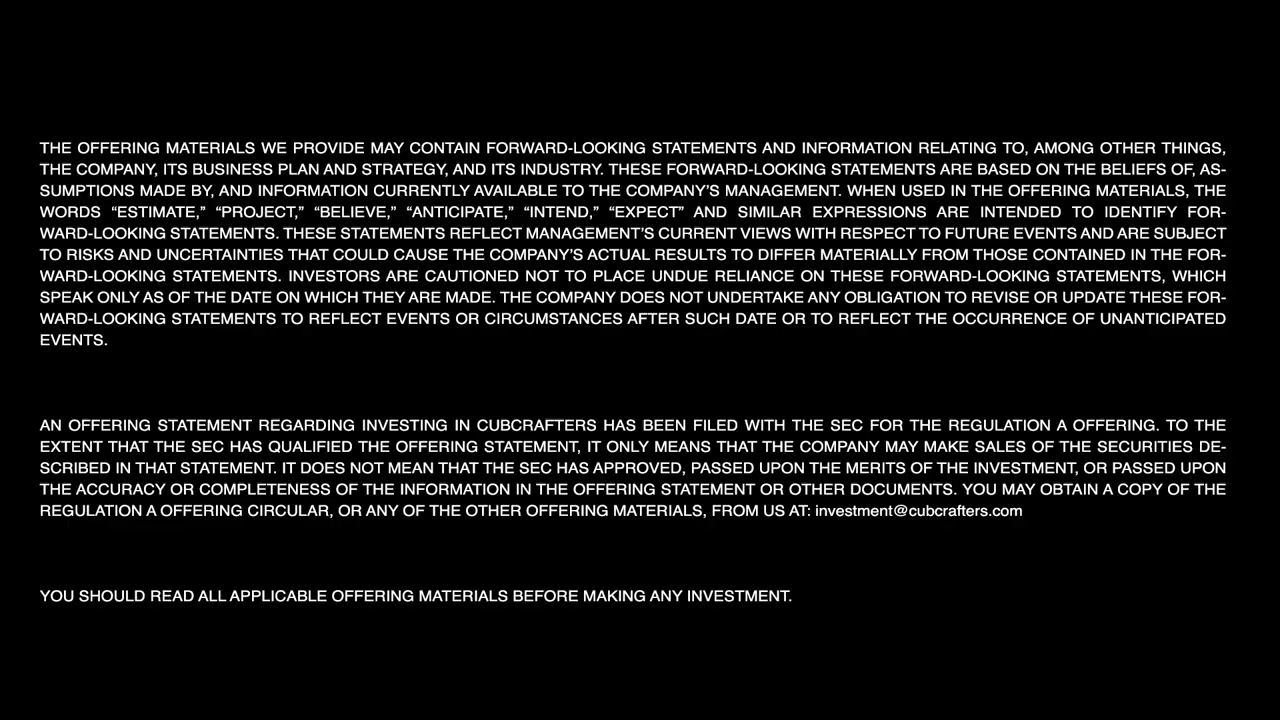 THE OFFERING MATERIALS WE PROVIDE MAY CONTAIN FORWARD-LOOKING STATEMENTS AND INFORMATION RELATING TO, AMONG OTHER THINGS,
THE COMPANY, ITS BUSINESS PLAN AND STRATEGY, AND ITS INDUSTRY. THESE FORWARD-LOOKING STATEMENTS ARE BASED ON THE BELIEFS OF, AS-
SUMPTIONS MADE BY, AND INFORMATION CURRENTLY AVAILABLE TO THE COMPANY’S MANAGEMENT. WHEN USED IN THE OFFERING MATERIALS, THE
WORDS “ESTIMATE,” “PROJECT,” “BELIEVE,” “ANTICIPATE,” “INTEND,” “EXPECT” AND SIMILAR EXPRESSIONS ARE INTENDED TO IDENTIFY FOR-
WARD-LOOKING STATEMENTS. THESE STATEMENTS REFLECT MANAGEMENT’S CURRENT VIEWS WITH RESPECT TO FUTURE EVENTS AND ARE SUBJECT
TO RISKS AND UNCERTAINTIES THAT COULD CAUSE THE COMPANY’S ACTUAL RESULTS TO DIFFER MATERIALLY FROM THOSE CONTAINED IN THE FOR-
WARD-LOOKING STATEMENTS. INVESTORS ARE CAUTIONED NOT TO PLACE UNDUE RELIANCE ON THESE FORWARD-LOOKING STATEMENTS, WHICH
SPEAK ONLY AS OF THE DATE ON WHICH THEY ARE MADE. THE COMPANY DOES NOT UNDERTAKE ANY OBLIGATION TO REVISE OR UPDATE THESE FOR-
WARD-LOOKING STATEMENTS TO REFLECT EVENTS OR CIRCUMSTANCES AFTER SUCH DATE OR TO REFLECT THE OCCURRENCE OF UNANTICIPATED
EVENTS.
AN OFFERING STATEMENT REGARDING INVESTING IN CUBCRAFTERS HAS BEEN FILED WITH THE SEC FOR THE REGULATION A OFFERING. TO THE
EXTENT THAT THE SEC HAS QUALIFIED THE OFFERING STATEMENT, IT ONLY MEANS THAT THE COMPANY MAY MAKE SALES OF THE SECURITIES DE-
SCRIBED IN THAT STATEMENT. IT DOES NOT MEAN THAT THE SEC HAS APPROVED, PASSED UPON THE MERITS OF THE INVESTMENT, OR PASSED UPON
THE ACCURACY OR COMPLETENESS OF THE INFORMATION IN THE OFFERING STATEMENT OR OTHER DOCUMENTS. YOU MAY OBTAIN A COPY OF THE
REGULATION A OFFERING CIRCULAR, OR ANY OF THE OTHER OFFERING MATERIALS, FROM US AT: investment@cubcrafters.com
YOU SHOULD READ ALL APPLICABLE OFFERING MATERIALS BEFORE MAKING ANY INVESTMENT.